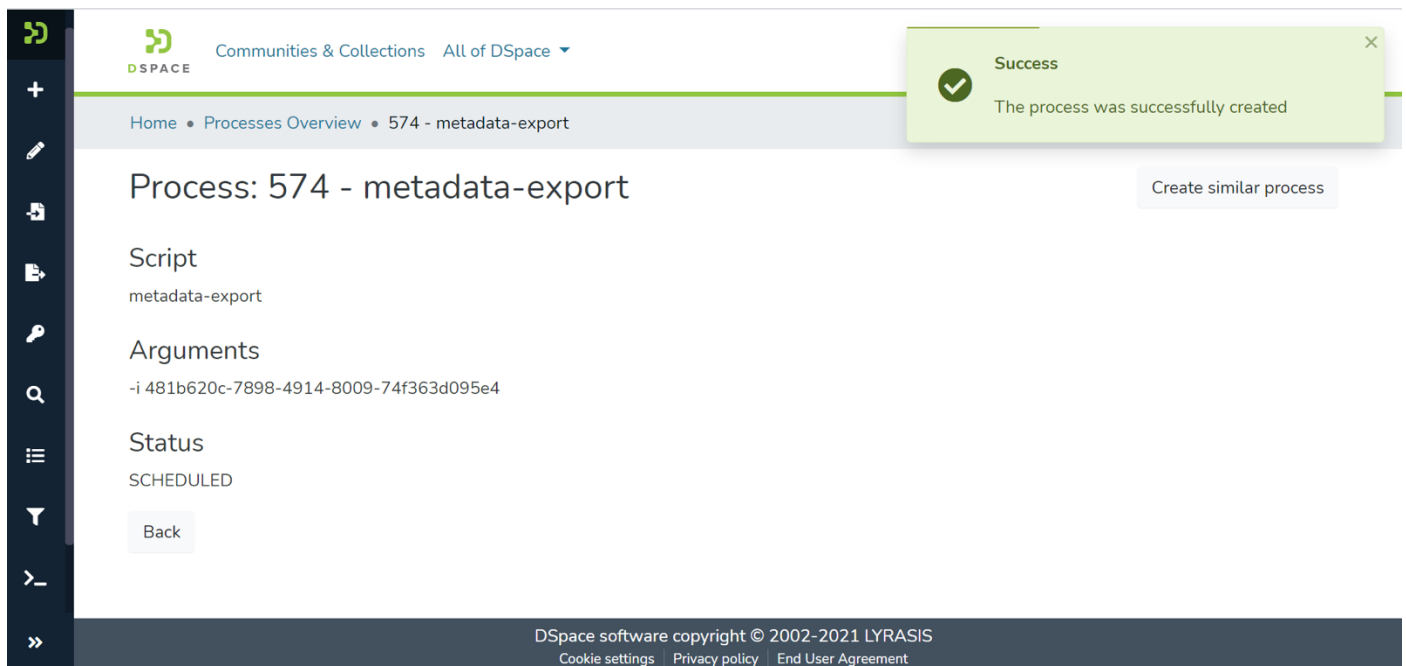 DSPACE
Communities & Collections All of DSpace
Success
The process was successfully created
Home • Processes Overview • 574 - metadata-export
Process: 574 - metadata-export
Create similar process
Script
metadata-export
Arguments
-i 481b620c-7898-4914-8009-74f363d095e4
Status
SCHEDULED
Back
DSpace software copyright © 2002-2021 LYRASIS
Cookie settings Privacy policy End User Agreement